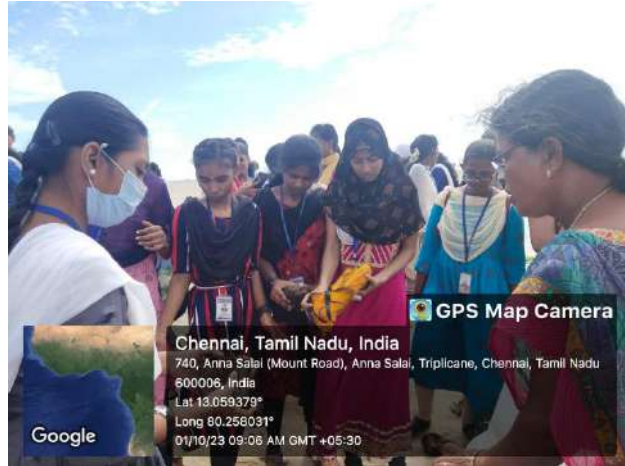 GPS Map Camera
Chennai, Tamil Nadu, India
740, Anna Salai (Mount Road), Anna Salai, Triplicane, Chennai, Tamil Nadu
600006, India
Lat 13.059379°
Long 80.258031°
01/10/23 09:06 AM GMT +05:30
Google